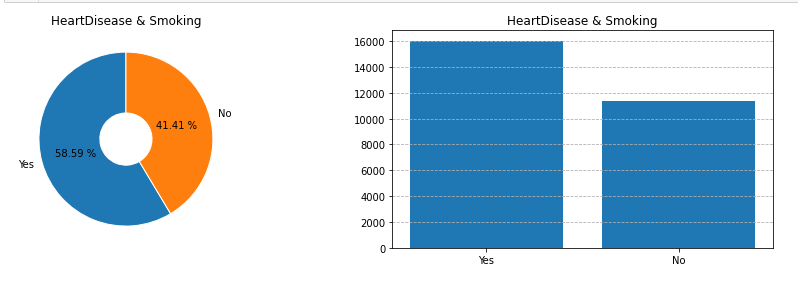 HeartDisease & Smoking
No
41.41 %
58.59 %
Yes
HeartDisease & Smoking
16000
14000
12000
10000
8000
6000
4000
2000
0
Yes No